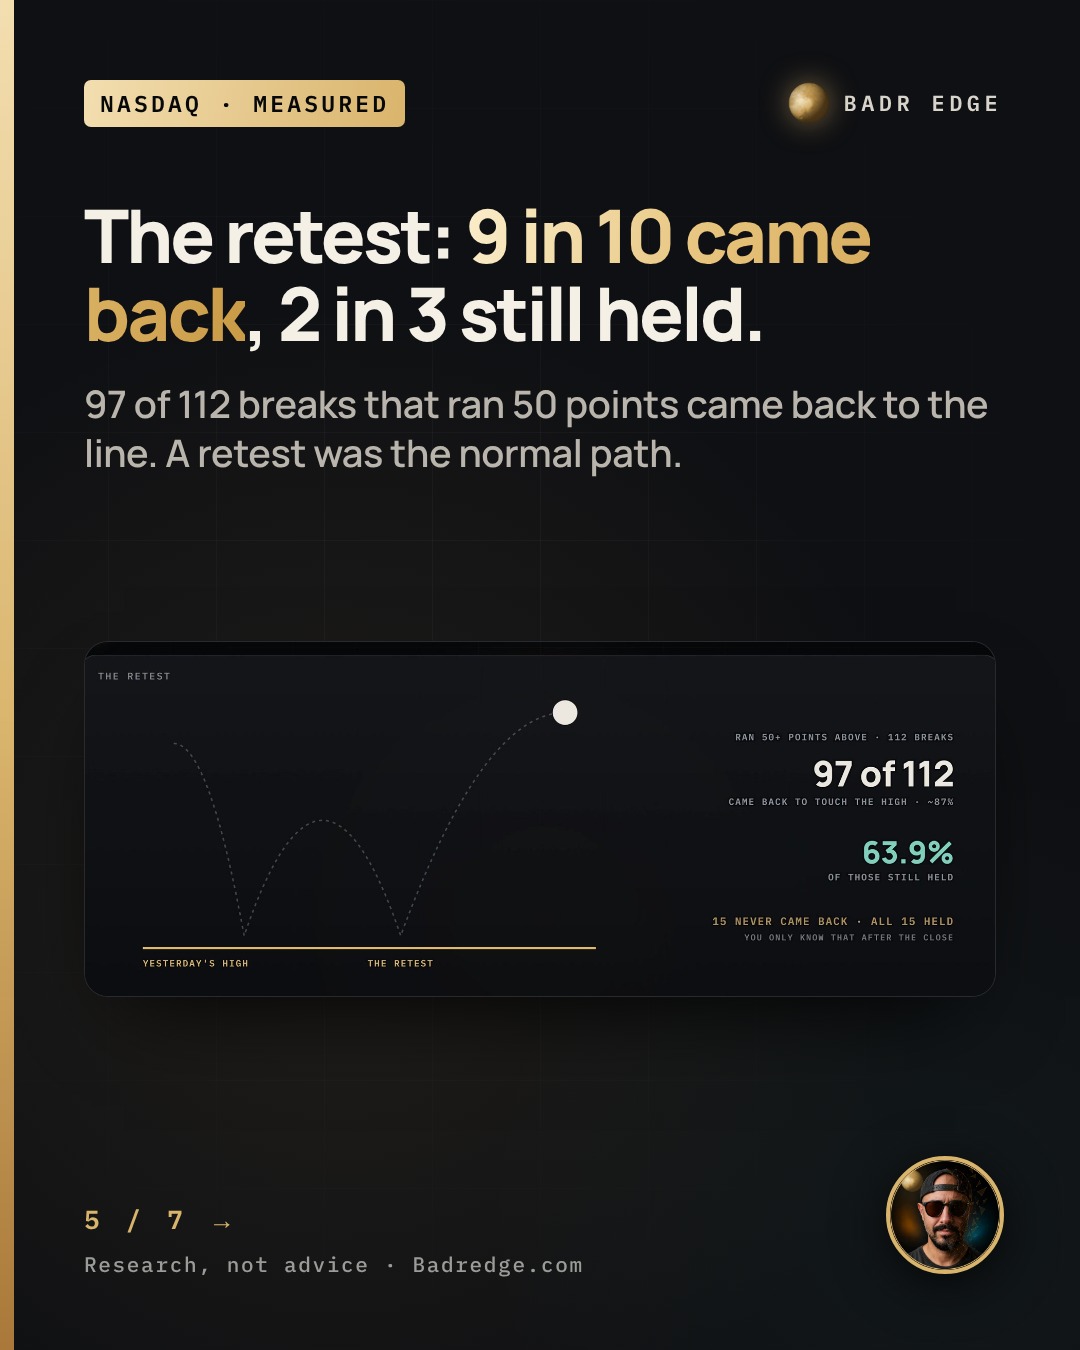 NASDAQ · MEASURED
BADR EDGE
The retest: 9 in 10 came
back, 2 in 3 still held.
97 of 112 breaks that ran 50 points came back to the
line. A retest was the normal path.
THE RETEST
RAN 50+ POINTS ABOVE · 112 BREAKS
97 of 112
CAME BACK TO TOUCH THE HIGH · ~87%
63.9%
OF THOSE STILL HELD
15 NEVER CAME BACK · ALL 15 HELD
YOU ONLY KNOW THAT AFTER THE CLOSE
YESTERDAY'S HIGH
THE RETEST
5 / 7 →
Research, not advice · Badredge.com